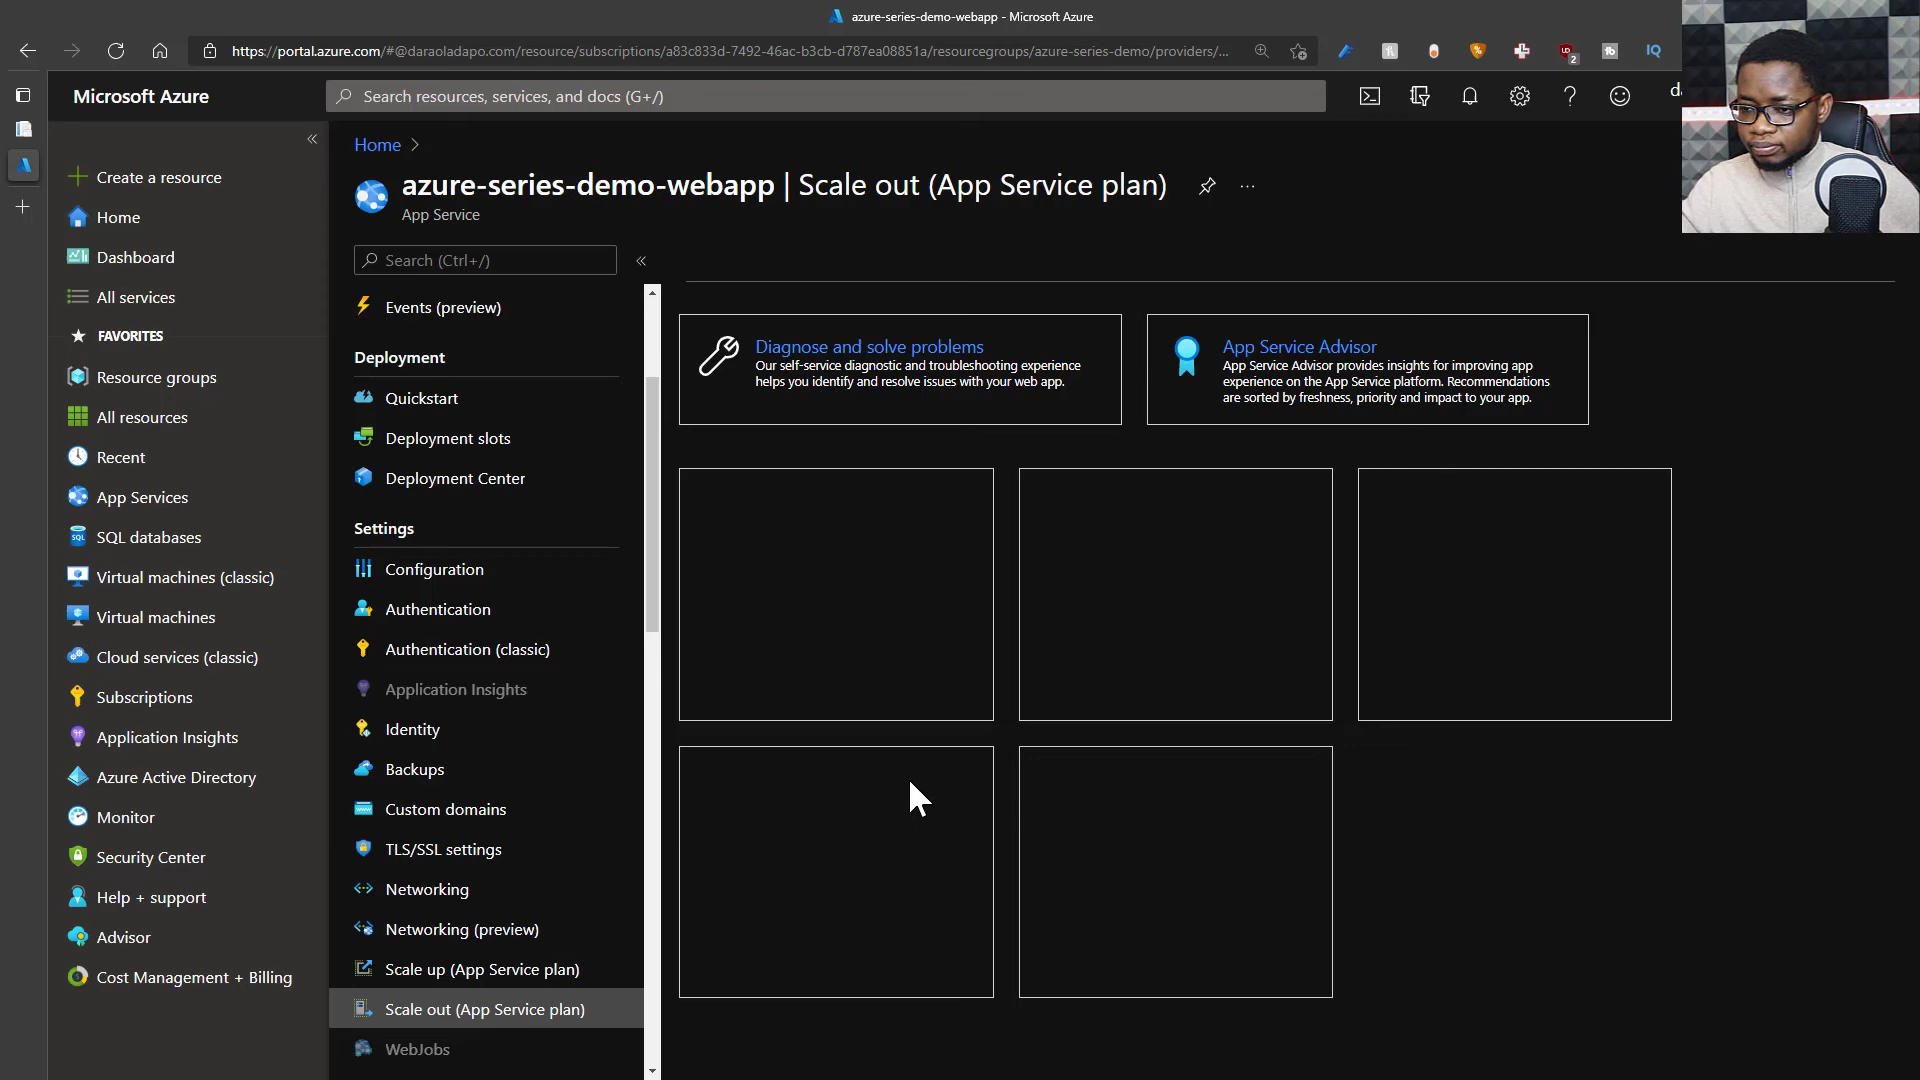 azure-series-demo-webapp - Microsoft Azure
https://portal.azure.com/#@daraoladapo.com/resource/subscriptions/a83c833d-7492-46ac-b3cb-d787ea08851a/resourcegroups/azure-series-demo/providers/...
2
IQ
Microsoft Azure
Search resources, services, and docs (G+/)
Home
azure-series-demo-webapp | Scale out (App Service plan)
App Service
Create a resource
Home
Dashboard
All services
FAVORITES
Resource groups
All resources
Recent
App Services
SQL databases
Virtual machines (classic)
Virtual machines
Cloud services (classic)
Subscriptions
Application Insights
Azure Active Directory
Monitor
Security Center
Help + support
Advisor
Cost Management + Billing
Search (Ctrl+/)
Events (preview)
Deployment
Quickstart
Deployment slots
Deployment Center
Settings
Configuration
Authentication
Authentication (classic)
Application Insights
Identity
Backups
Custom domains
TLS/SSL settings
Networking
Networking (preview)
Scale up (App Service plan)
Scale out (App Service plan)
WebJobs
Diagnose and solve problems
Our self-service diagnostic and troubleshooting experience
helps you identify and resolve issues with your web app.
App Service Advisor
App Service Advisor provides insights for improving app
experience on the App Service platform. Recommendations
are sorted by freshness, priority and impact to your app.